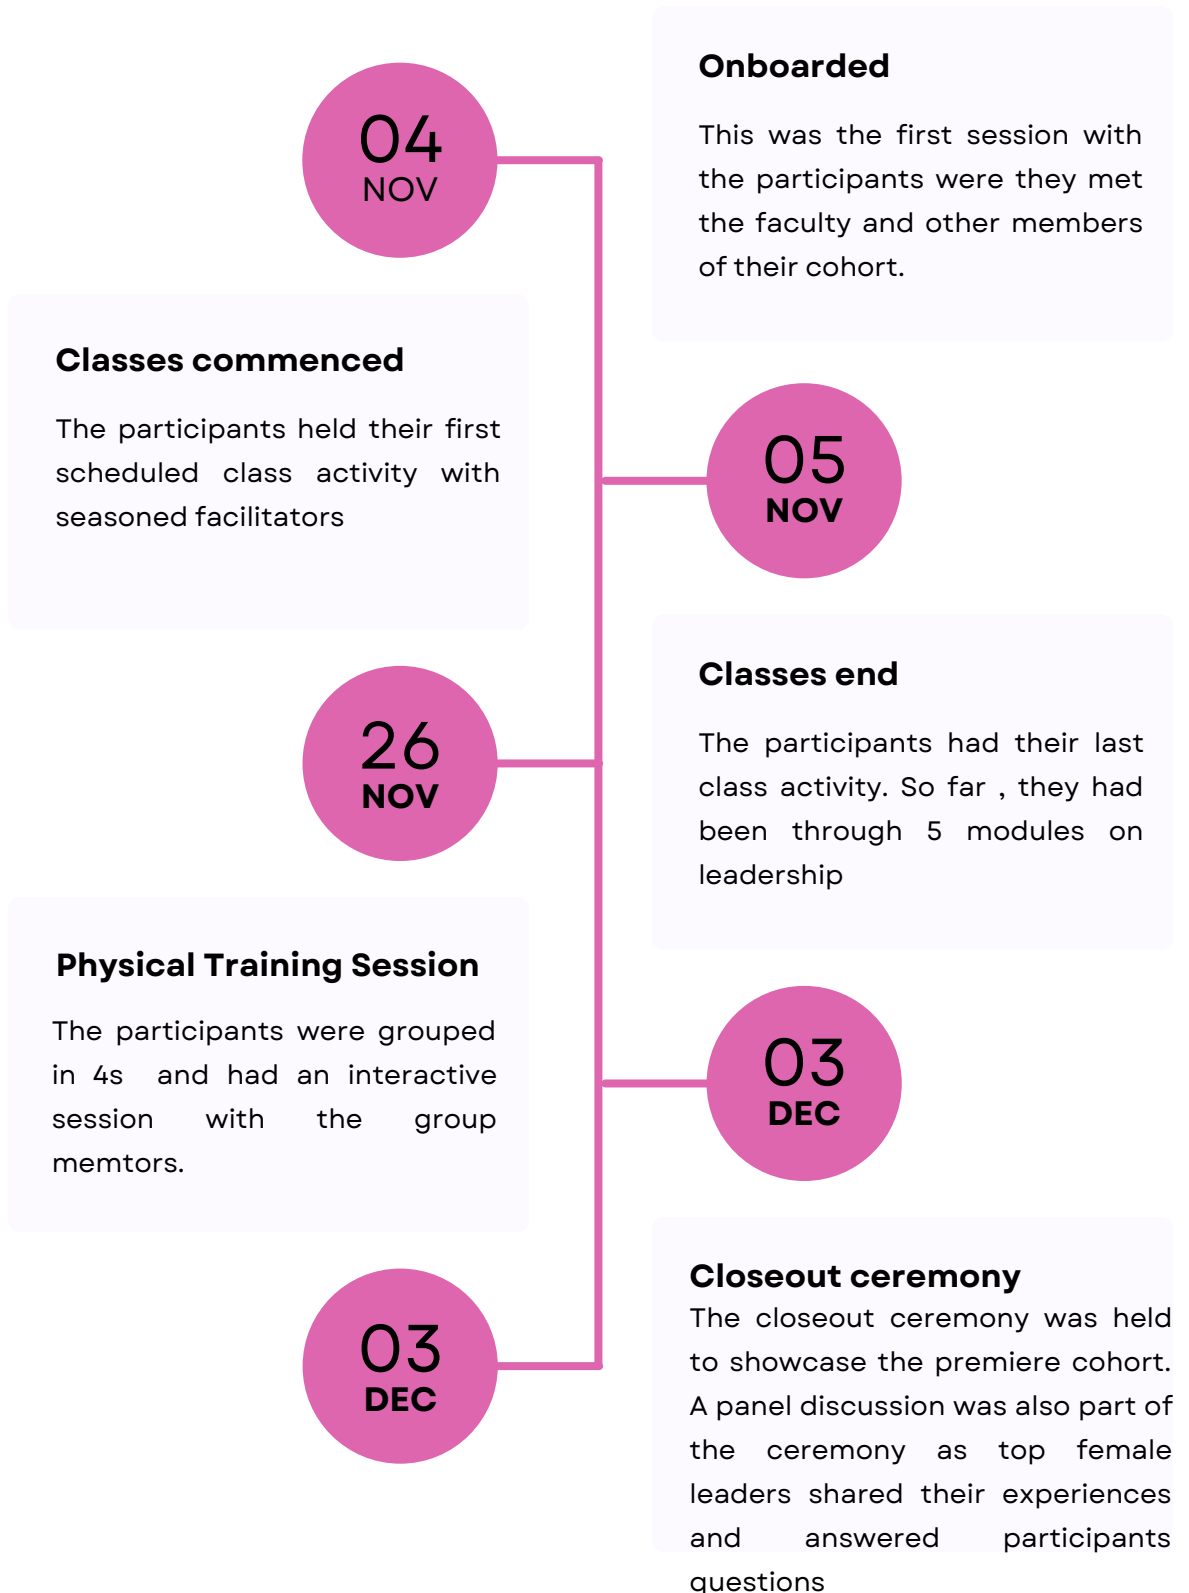 04
NOV
Onboarded
This was the first session with
the participants were they met
the faculty and other members
of their cohort.
Classes commenced
The participants held their first
scheduled class activity with
seasoned facilitators
05
NOV
26
NOV
Classes end
The participants had their last
class activity. So far , they had
been through 5 modules on
leadership
Physical Training Session
The participants were grouped
in 4s and had an interactive
session with the group
memtors.
03
DEC
03
DEC
Closeout ceremony
The closeout ceremony was held
to showcase the premiere cohort.
A panel discussion was also part of
the ceremony as top female
leaders shared their experiences
and answered participants
questions